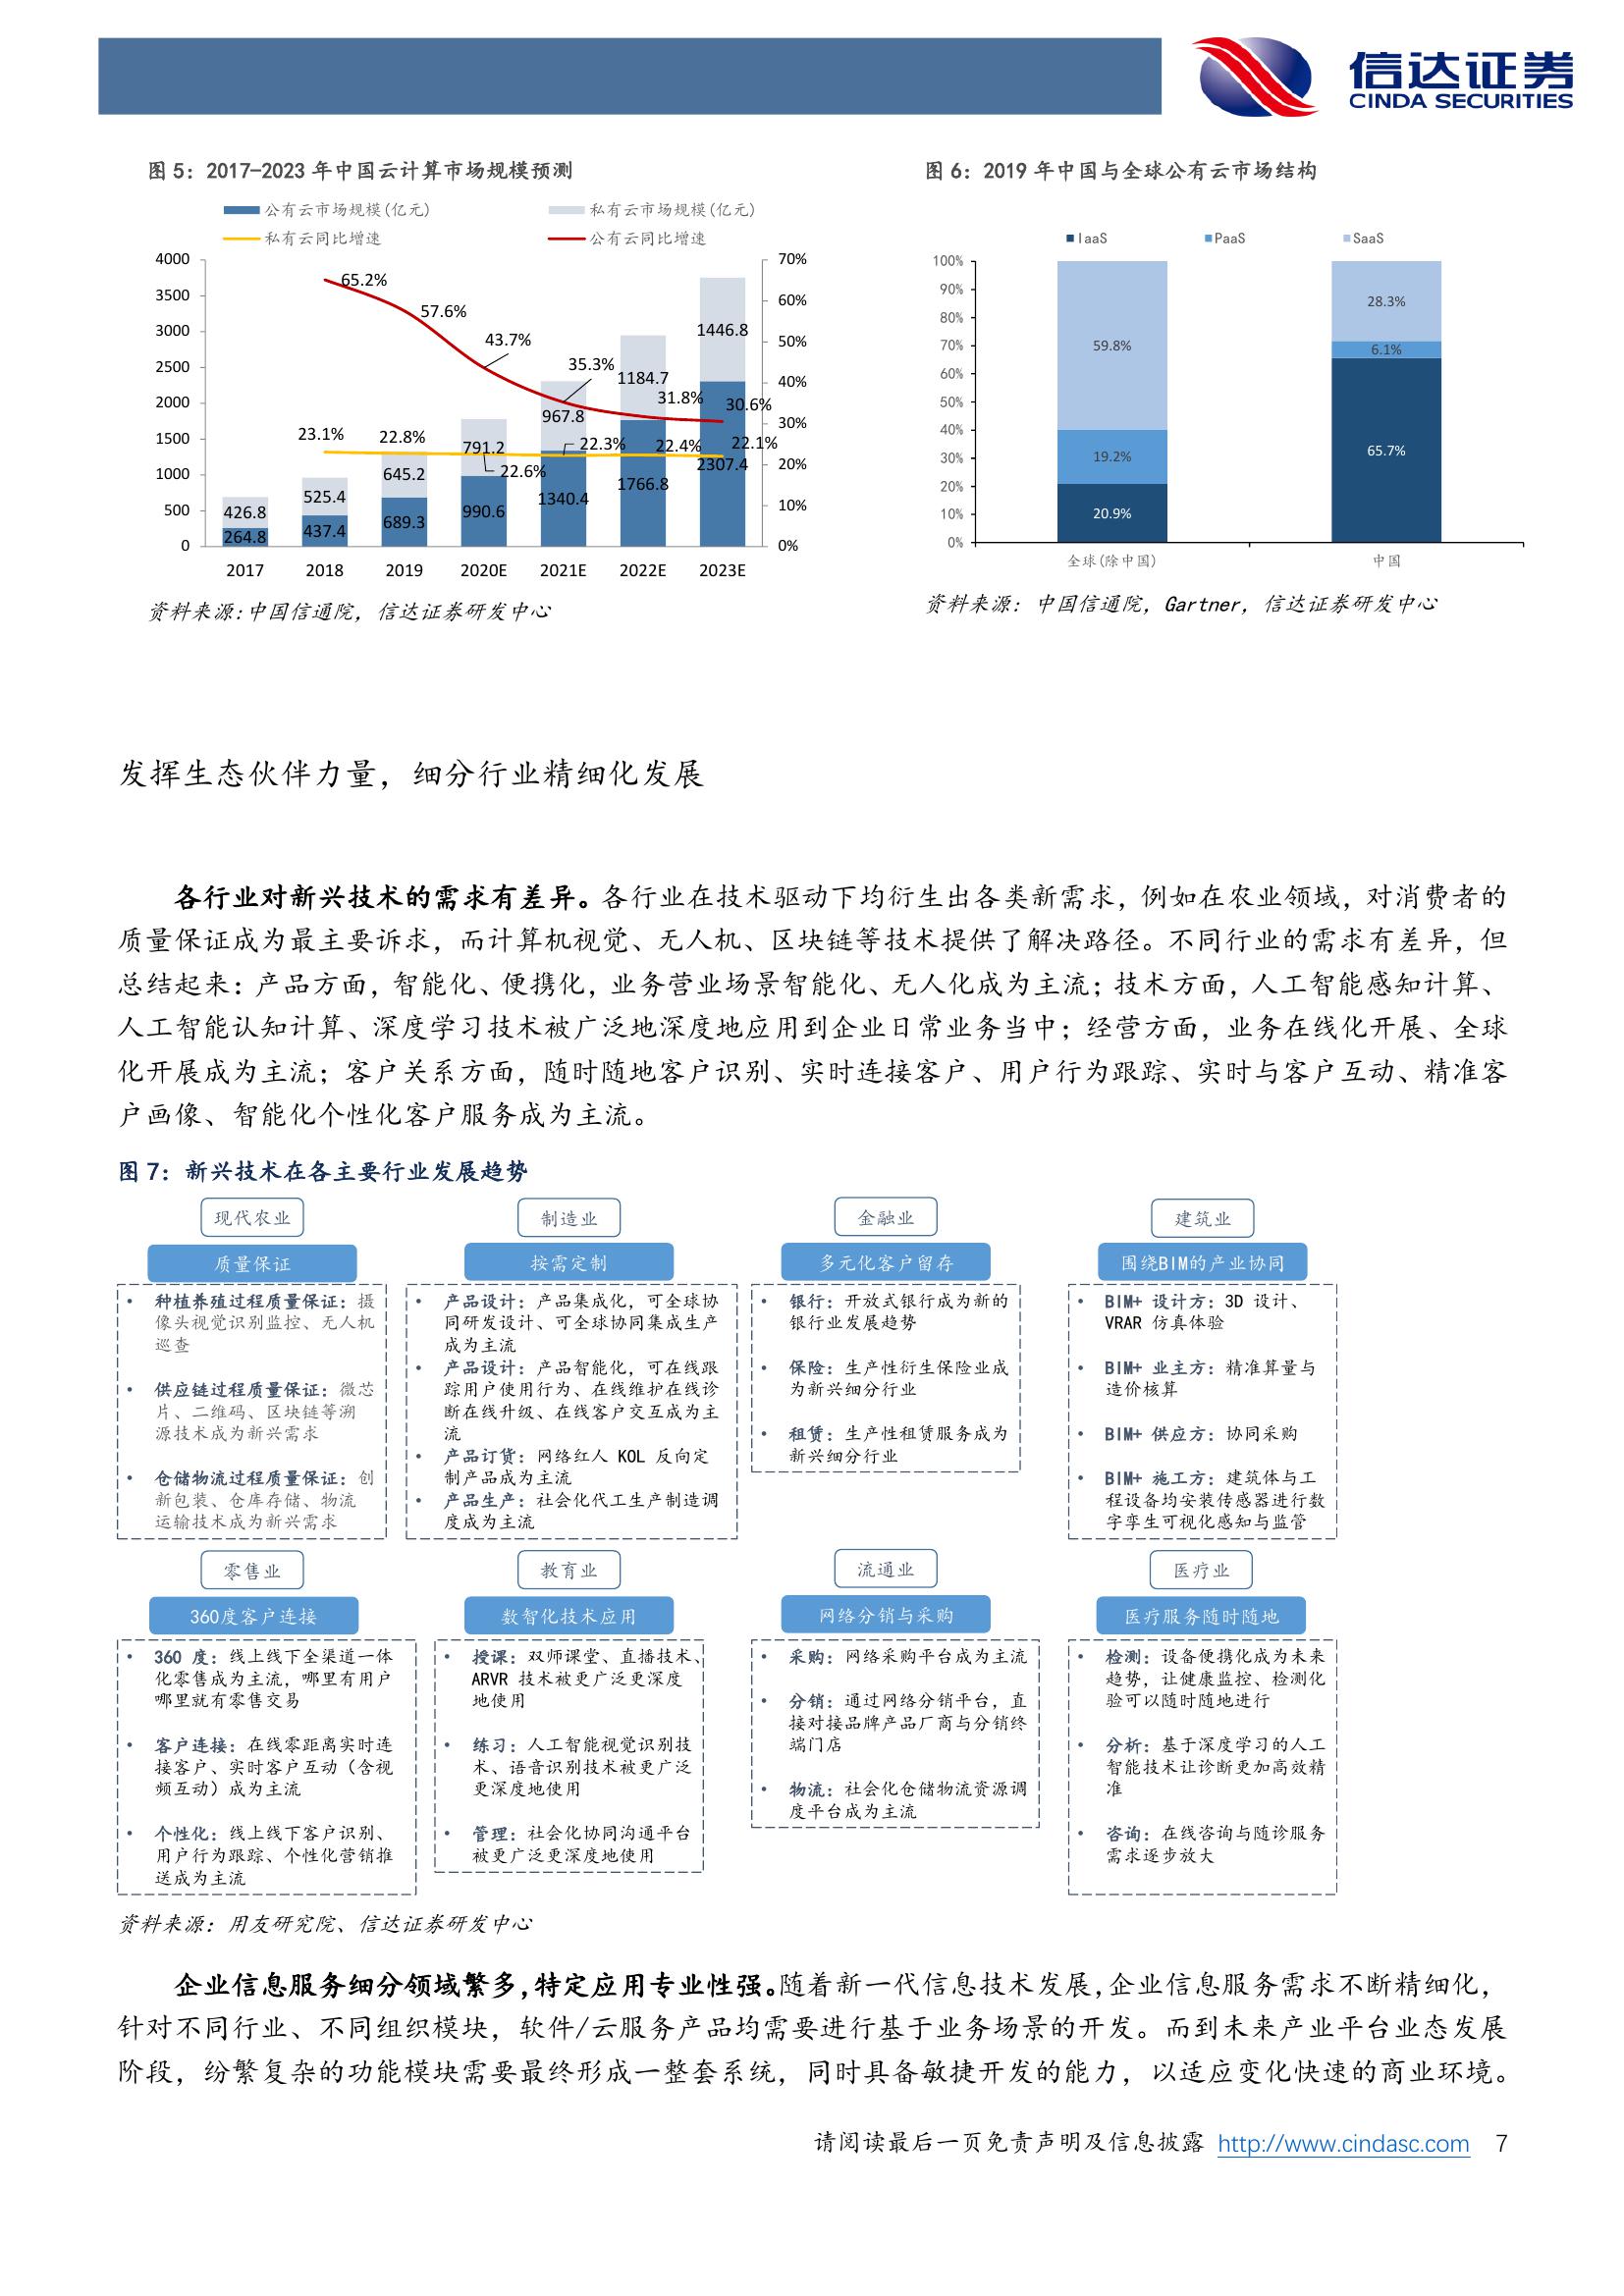 信达证券
CINDA SECURITIES
图 5：2017-2023 年中国云计算市场规模预测
公有云市场规模(亿元)
私有云市场规模(亿元)
私有云同比增速
公有云同比增速
4000
3500
3000
2500
2000
1500
1000
500
0
70%
60%
50%
40%
30%
20%
10%
0%
65.2%
57.6%
43.7%
35.3%
31.8%
30.6%
23.1%
22.8%
22.6%
22.3%
22.4%
22.1%
426.8
525.4
645.2
791.2
967.8
1184.7
1446.8
264.8
437.4
689.3
990.6
1340.4
1766.8
2307.4
2017
2018
2019
2020E
2021E
2022E
2023E
资料来源:中国信通院，信达证券研发中心
图 6：2019 年中国与全球公有云市场结构
IaaS
PaaS
SaaS
100%
90%
80%
70%
60%
50%
40%
30%
20%
10%
0%
59.8%
19.2%
20.9%
28.3%
6.1%
65.7%
全球(除中国)
中国
资料来源：中国信通院，Gartner，信达证券研发中心
发挥生态伙伴力量，细分行业精细化发展
各行业对新兴技术的需求有差异。各行业在技术驱动下均衍生出各类新需求，例如在农业领域，对消费者的
质量保证成为最主要诉求，而计算机视觉、无人机、区块链等技术提供了解决路径。不同行业的需求有差异，但
总结起来：产品方面，智能化、便携化，业务营业场景智能化、无人化成为主流；技术方面，人工智能感知计算、
人工智能认知计算、深度学习技术被广泛地深度地应用到企业日常业务当中；经营方面，业务在线化开展、全球
化开展成为主流；客户关系方面，随时随地客户识别、实时连接客户、用户行为跟踪、实时与客户互动、精准客
户画像、智能化个性化客户服务成为主流。
图 7：新兴技术在各主要行业发展趋势
现代农业
质量保证
• 种植养殖过程质量保证：摄
像头视觉识别监控、无人机
巡查
• 供应链过程质量保证：微芯
片、二维码、区块链等溯
源技术成为新兴需求
• 仓储物流过程质量保证：创
新包装、仓库存储、物流
运输技术成为新兴需求
制造业
按需定制
• 产品设计：产品集成化，可全球协
同研发设计、可全球协同集成生产
成为主流
• 产品设计：产品智能化，可在线跟
踪用户使用行为、在线维护在线诊
断在线升级、在线客户交互成为主
流
• 产品订货：网络红人 KOL 反向定
制产品成为主流
• 产品生产：社会化代工生产制造调
度成为主流
金融业
多元化客户留存
• 银行：开放式银行成为新的
银行业发展趋势
• 保险：生产性衍生保险业成
为新兴细分行业
• 租赁：生产性租赁服务成为
新兴细分行业
建筑业
围绕BIM的产业协同
• BIM+ 设计方：3D 设计、
VRAR 仿真体验
• BIM+ 业主方：精准算量与
造价核算
• BIM+ 供应方：协同采购
• BIM+ 施工方：建筑体与工
程设备均安装传感器进行数
字孪生可视化感知与监管
零售业
360度客户连接
• 360 度：线上线下全渠道一体
化零售成为主流，哪里有用户
哪里就有零售交易
• 客户连接：在线零距离实时连
接客户、实时客户互动（含视
频互动）成为主流
• 个性化：线上线下客户识别、
用户行为跟踪、个性化营销推
送成为主流
教育业
数智化技术应用
• 授课：双师课堂、直播技术、
ARVR 技术被更广泛更深度
地使用
• 练习：人工智能视觉识别技
术、语音识别技术被更广泛
更深度地使用
• 管理：社会化协同沟通平台
被更广泛更深度地使用
流通业
网络分销与采购
• 采购：网络采购平台成为主流
• 分销：通过网络分销平台，直
接对接品牌产品厂商与分销终
端门店
• 物流：社会化仓储物流资源调
度平台成为主流
医疗业
医疗服务随时随地
• 检测：设备便携化成为未来
趋势，让健康监控、检测化
验可以随时随地进行
• 分析：基于深度学习的人工
智能技术让诊断更加高效精
准
• 咨询：在线咨询与随诊服务
需求逐步放大
资料来源：用友研究院、信达证券研发中心
企业信息服务细分领域繁多，特定应用专业性强。随着新一代信息技术发展，企业信息服务需求不断精细化，
针对不同行业、不同组织模块，软件/云服务产品均需要进行基于业务场景的开发。而到未来产业平台业态发展
阶段，纷繁复杂的功能模块需要最终形成一整套系统，同时具备敏捷开发的能力，以适应变化快速的商业环境。
请阅读最后一页免责声明及信息披露 http://www.cindasc.com 7